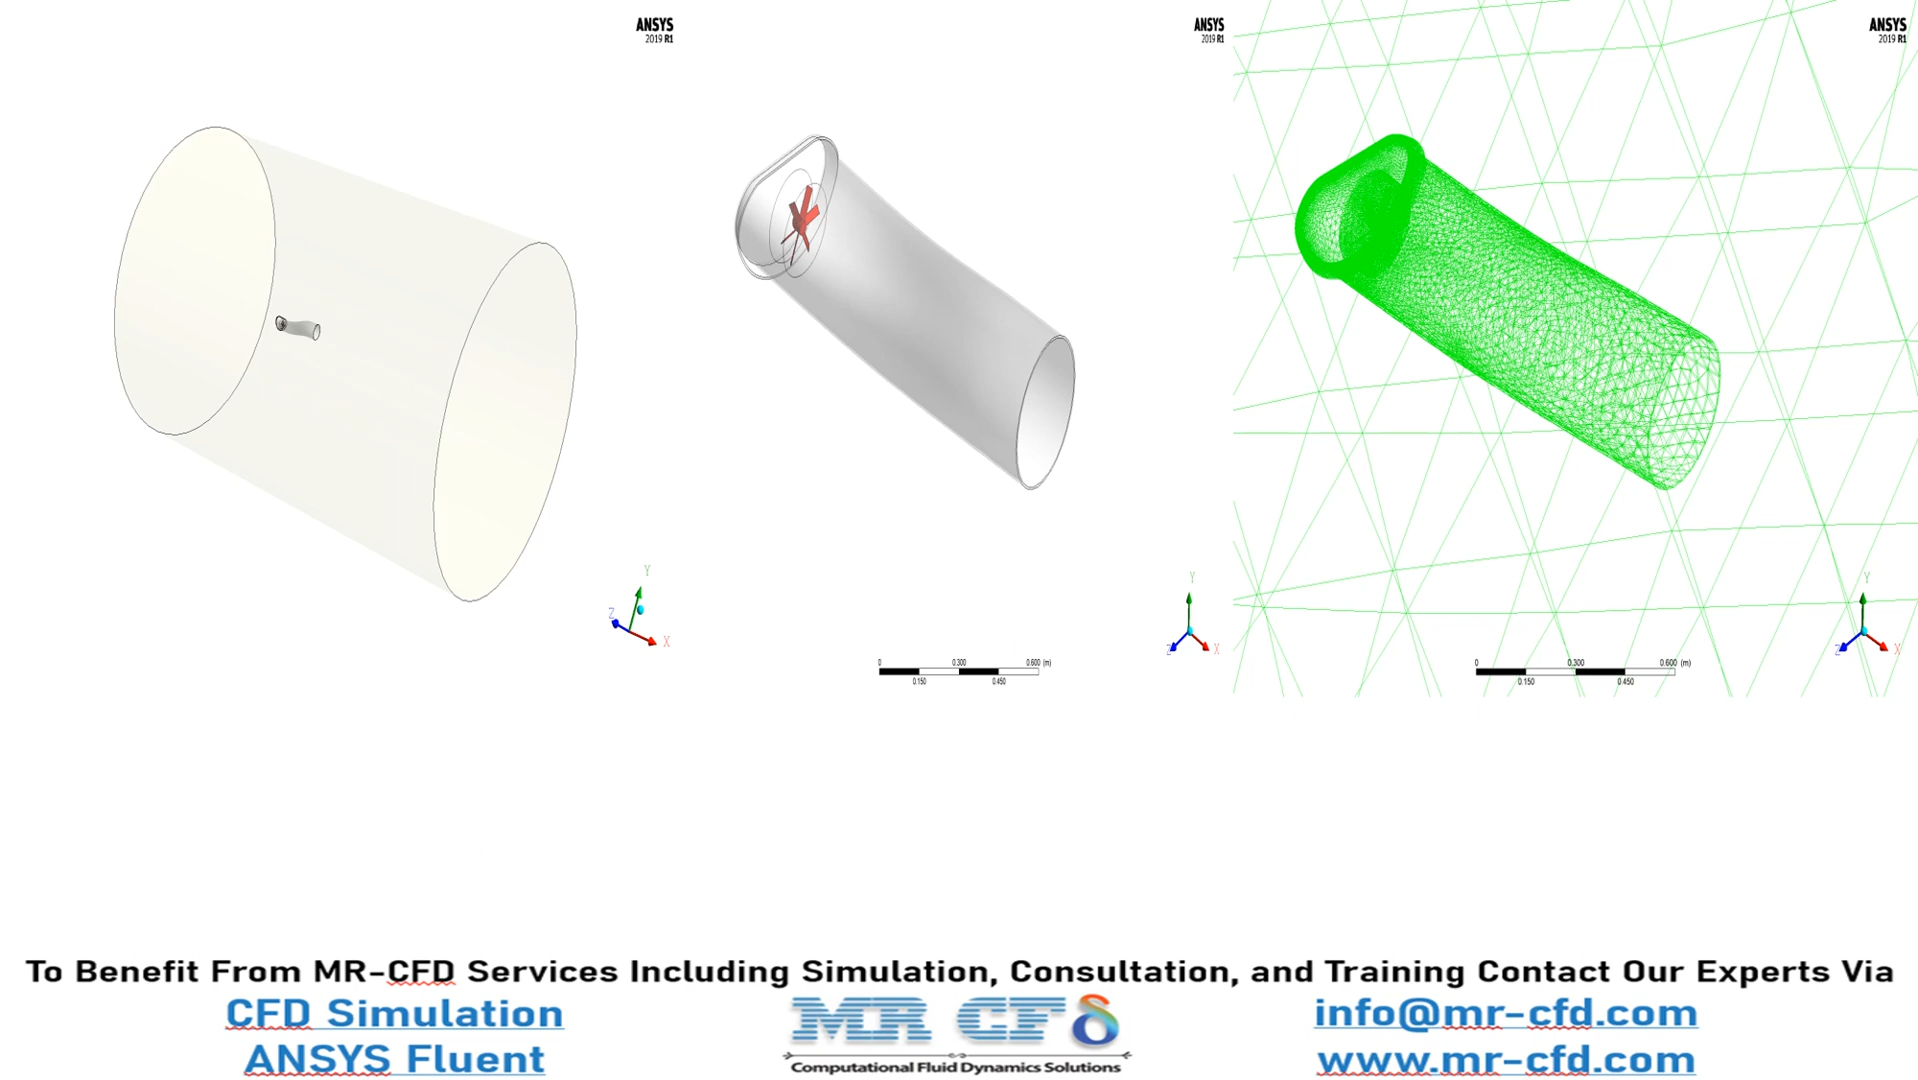 ANSYS
2019 R1
ANSYS
2019 R1
ANSYS
2019 R1
Y
Z
X
0 0.300 0.600 (m)
0.150 0.450
Y
Z
X
0 0.300 0.600 (m)
0.150 0.450
Y
Z
X
To Benefit From MR-CFD Services Including Simulation, Consultation, and Training Contact Our Experts Via
CFD Simulation
ANSYS Fluent
MR CFδ
Computational Fluid Dynamics Solutions
info@mr-cfd.com
www.mr-cfd.com